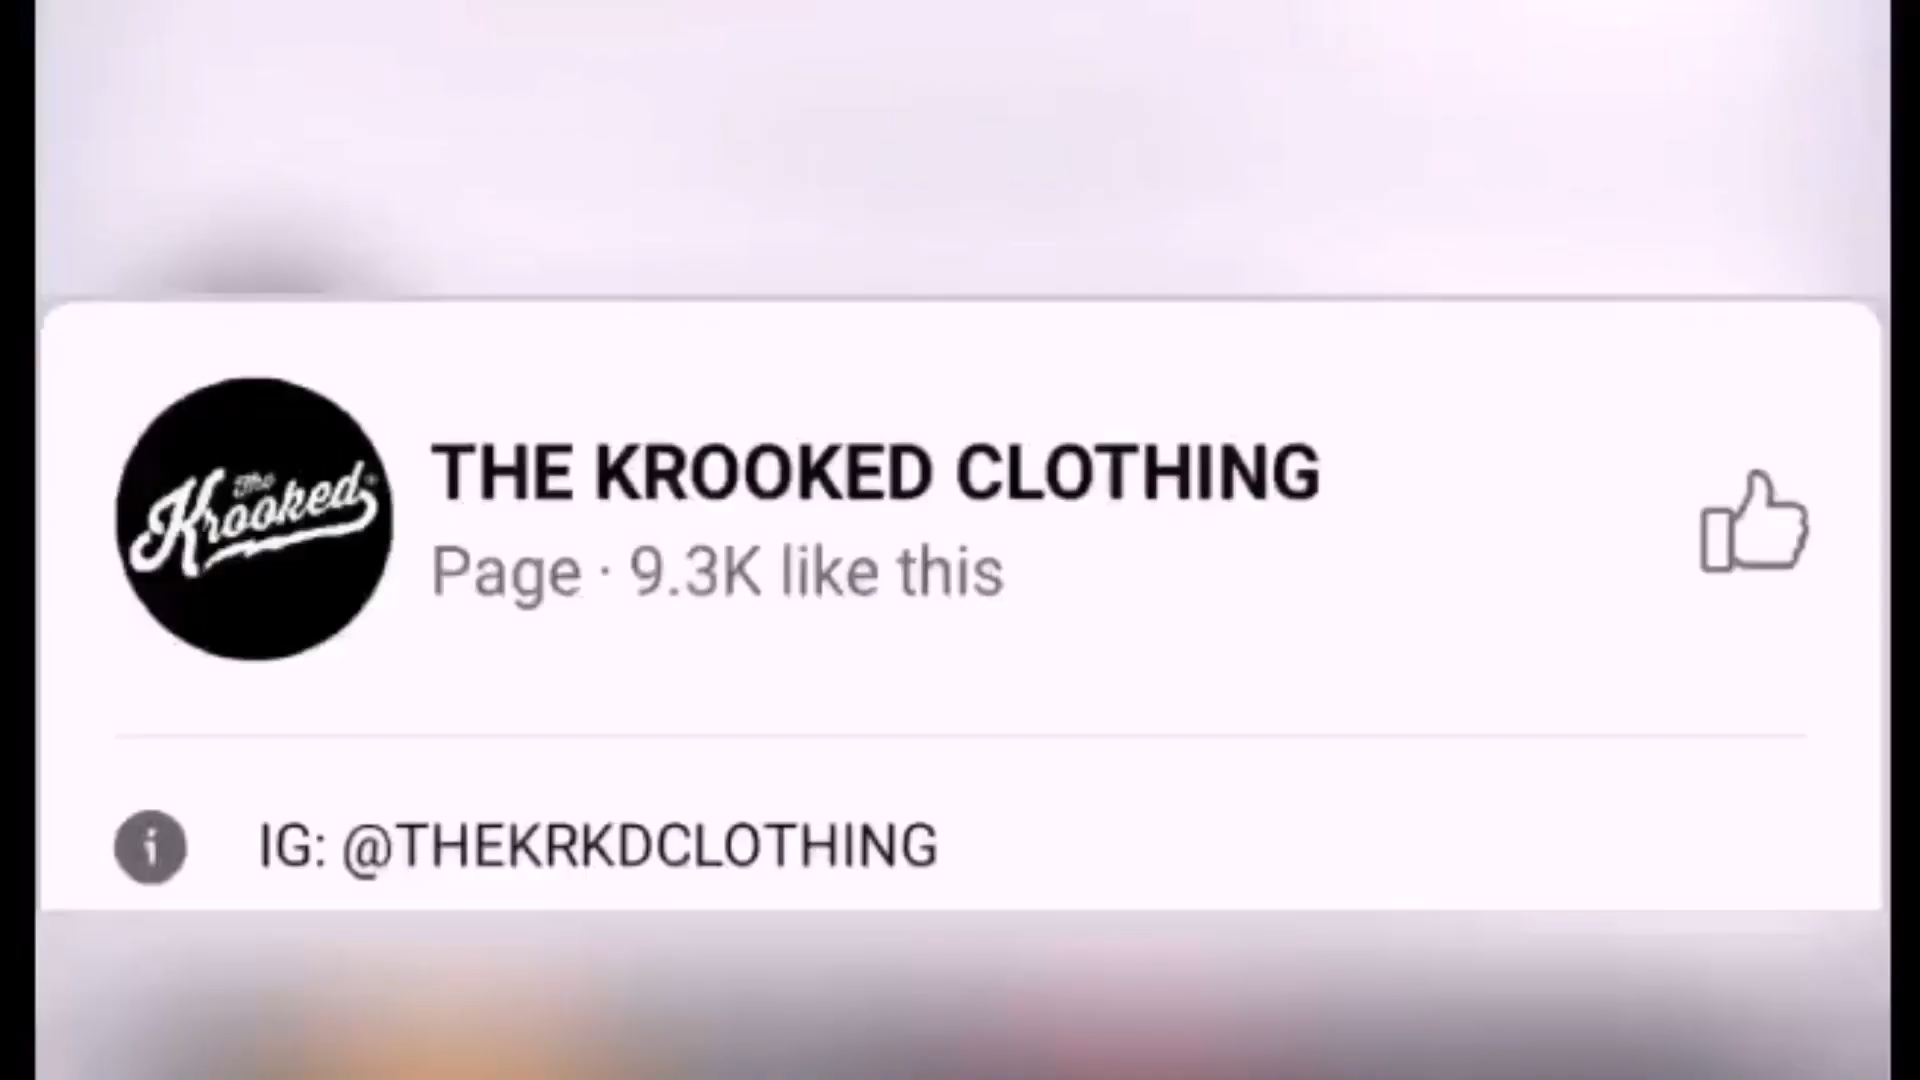 The
Krooked
THE KROOKED CLOTHING
Page · 9.3K like this
IG: @THEKRKDCLOTHING